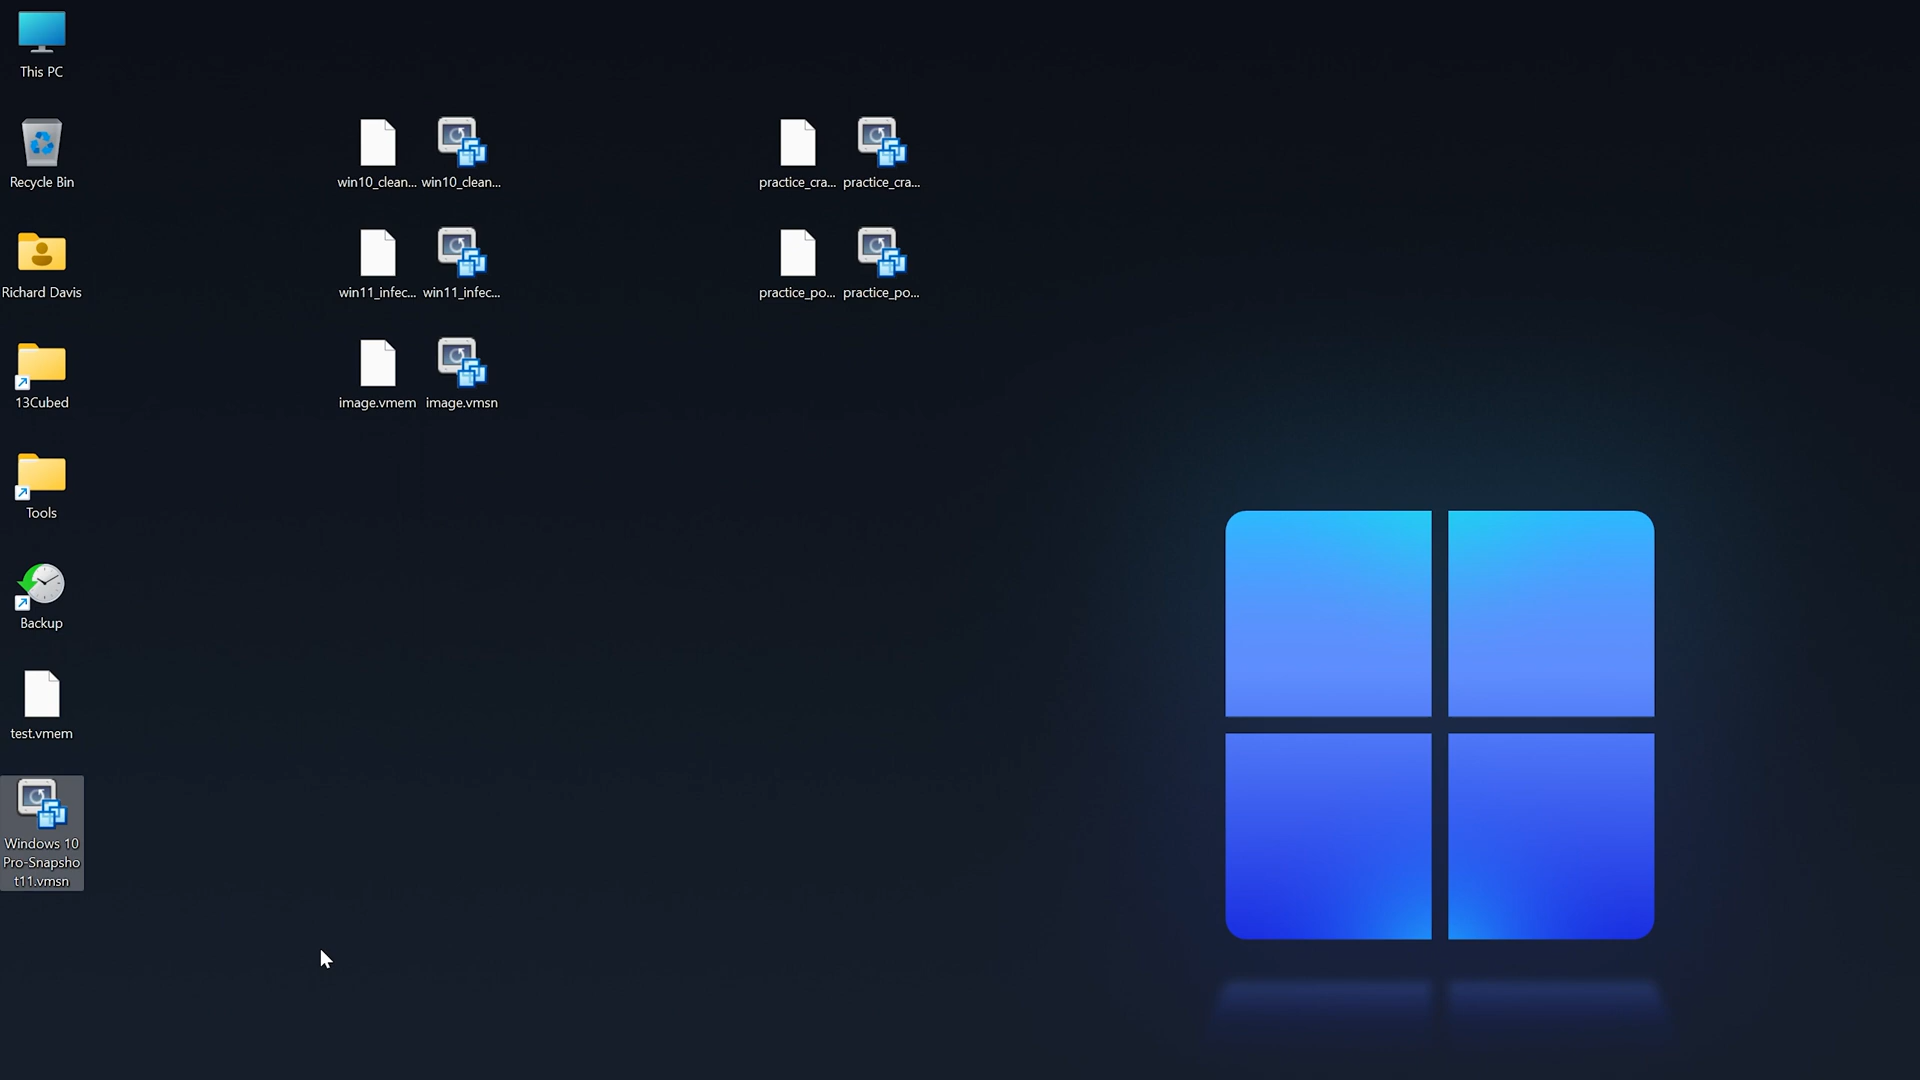 This PC
Recycle Bin
win10_clean...
win10_clean...
practice_cra...
practice_cra...
Richard Davis
win11_infec...
win11_infec...
practice_po...
practice_po...
13Cubed
image.vmem
image.vmsn
Tools
Backup
test.vmem
Windows 10
Pro-Snapsho
t11.vmsn